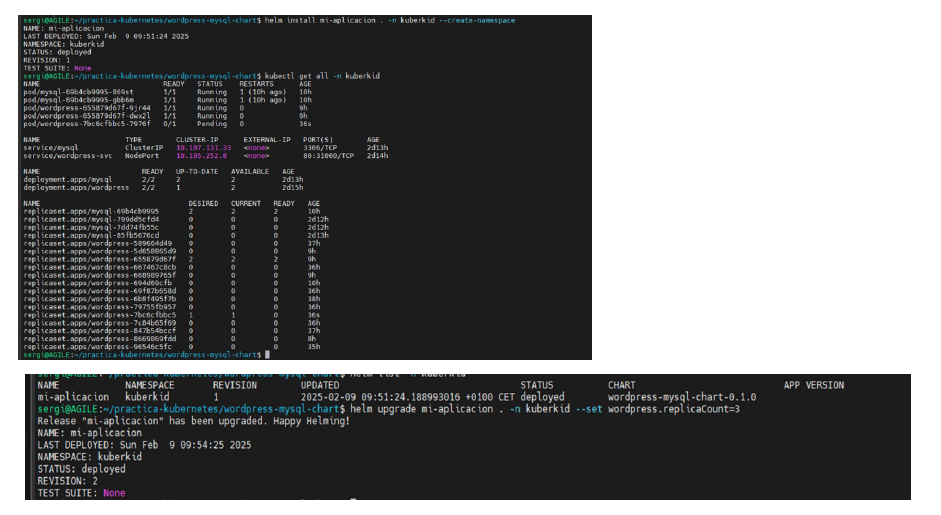 sergi@AGILE:~/practica-kubernetes/wordpress-mysql-chart$ helm install mi-aplicacion . -n kuberkid --create-namespace
NAME: mi-aplicacion
LAST DEPLOYED: Sun Feb  9 09:51:24 2025
NAMESPACE: kuberkid
STATUS: deployed
REVISION: 1
TEST SUITE: None
sergi@AGILE:~/practica-kubernetes/wordpress-mysql-chart$ kubectl get all -n kuberkid
NAME READY STATUS RESTARTS AGE
pod/mysql-69b4cb9995-869st 1/1 Running 1 (10h ago) 10h
pod/mysql-69b4cb9995-gbb6m 1/1 Running 1 (10h ago) 10h
pod/wordpress-655879d67f-9jr44 1/1 Running 0 9h
pod/wordpress-655879d67f-dwx2l 1/1 Running 0 9h
pod/wordpress-7bc6cfbbc5-7976f 0/1 Pending 0 36s
NAME TYPE CLUSTER-IP EXTERNAL-IP PORT(S) AGE
service/mysql ClusterIP 10.107.131.33 <none> 3306/TCP 2d13h
service/wordpress-svc NodePort 10.105.252.8 <none> 80:31000/TCP 2d14h
NAME READY UP-TO-DATE AVAILABLE AGE
deployment.apps/mysql 2/2 2 2 2d13h
deployment.apps/wordpress 2/2 1 2 2d15h
NAME DESIRED CURRENT READY AGE
replicaset.apps/mysql-69b4cb9995 2 2 2 10h
replicaset.apps/mysql-799dd5cfd4 0 0 0 2d12h
replicaset.apps/mysql-7dd74fb55c 0 0 0 2d12h
replicaset.apps/mysql-85fb5676cd 0 0 0 2d13h
replicaset.apps/wordpress-589664d49 0 0 0 37h
replicaset.apps/wordpress-5d658865d9 0 0 0 9h
replicaset.apps/wordpress-655879d67f 2 2 2 9h
replicaset.apps/wordpress-667467c8cb 0 0 0 36h
replicaset.apps/wordpress-668989765f 0 0 0 9h
replicaset.apps/wordpress-694d69cfb 0 0 0 10h
replicaset.apps/wordpress-69f87b658d 0 0 0 36h
replicaset.apps/wordpress-6b8f495f7b 0 0 0 38h
replicaset.apps/wordpress-79755fb957 0 0 0 36h
replicaset.apps/wordpress-7bc6cfbbc5 1 1 0 36s
replicaset.apps/wordpress-7c84b65f69 0 0 0 36h
replicaset.apps/wordpress-847b54bccf 0 0 0 37h
replicaset.apps/wordpress-8669869fdd 0 0 0 8h
replicaset.apps/wordpress-96546c5fc 0 0 0 35h
sergi@AGILE:~/practica-kubernetes/wordpress-mysql-chart$
sergi@AGILE:~/practica-kubernetes/wordpress-mysql-chart$ helm list -n kuberkid
NAME NAMESPACE REVISION UPDATED STATUS CHART APP VERSION
mi-aplicacion kuberkid 1 2025-02-09 09:51:24.188993016 +0100 CET deployed wordpress-mysql-chart-0.1.0
sergi@AGILE:~/practica-kubernetes/wordpress-mysql-chart$ helm upgrade mi-aplicacion . -n kuberkid --set wordpress.replicaCount=3
Release "mi-aplicacion" has been upgraded. Happy Helming!
NAME: mi-aplicacion
LAST DEPLOYED: Sun Feb  9 09:54:25 2025
NAMESPACE: kuberkid
STATUS: deployed
REVISION: 2
TEST SUITE: None